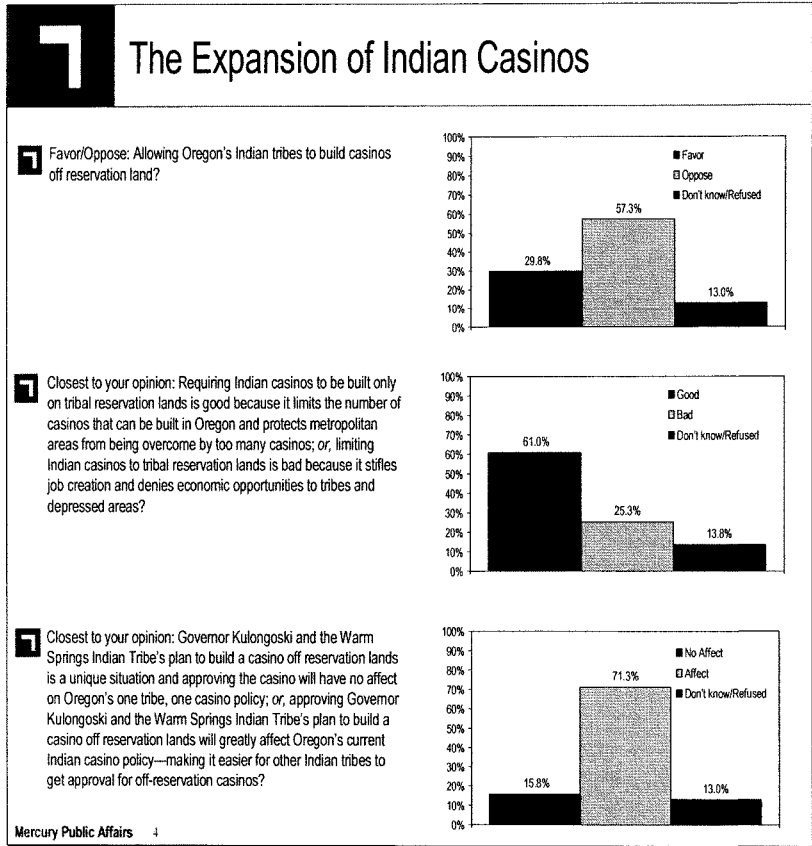 The Expansion of Indian Casinos
Favor/Oppose: Allowing Oregon's Indian tribes to build casinos
off reservation land?
100%
90%
80%
70%
60%
50%
40%
30%
20%
10%
0%
Favor
Oppose
Don't know/Refused
29.8%
57.3%
13.0%
Closest to your opinion: Requiring Indian casinos to be built only
on tribal reservation lands is good because it limits the number of
casinos that can be built in Oregon and protects metropolitan
areas from being overcome by too many casinos; or, limiting
Indian casinos to tribal reservation lands is bad because it stifles
job creation and denies economic opportunities to tribes and
depressed areas?
100%
90%
80%
70%
60%
50%
40%
30%
20%
10%
0%
Good
Bad
Don't know/Refused
61.0%
25.3%
13.8%
Closest to your opinion: Governor Kulongoski and the Warm
Springs Indian Tribe's plan to build a casino off reservation lands
is a unique situation and approving the casino will have no affect
on Oregon's one tribe, one casino policy; or, approving Governor
Kulongoski and the Warm Springs Indian Tribe's plan to build a
casino off reservation lands will greatly affect Oregon's current
Indian casino policy—making it easier for other Indian tribes to
get approval for off-reservation casinos?
100%
90%
80%
70%
60%
50%
40%
30%
20%
10%
0%
No Affect
Affect
Don't know/Refused
15.8%
71.3%
13.0%
Mercury Public Affairs 4